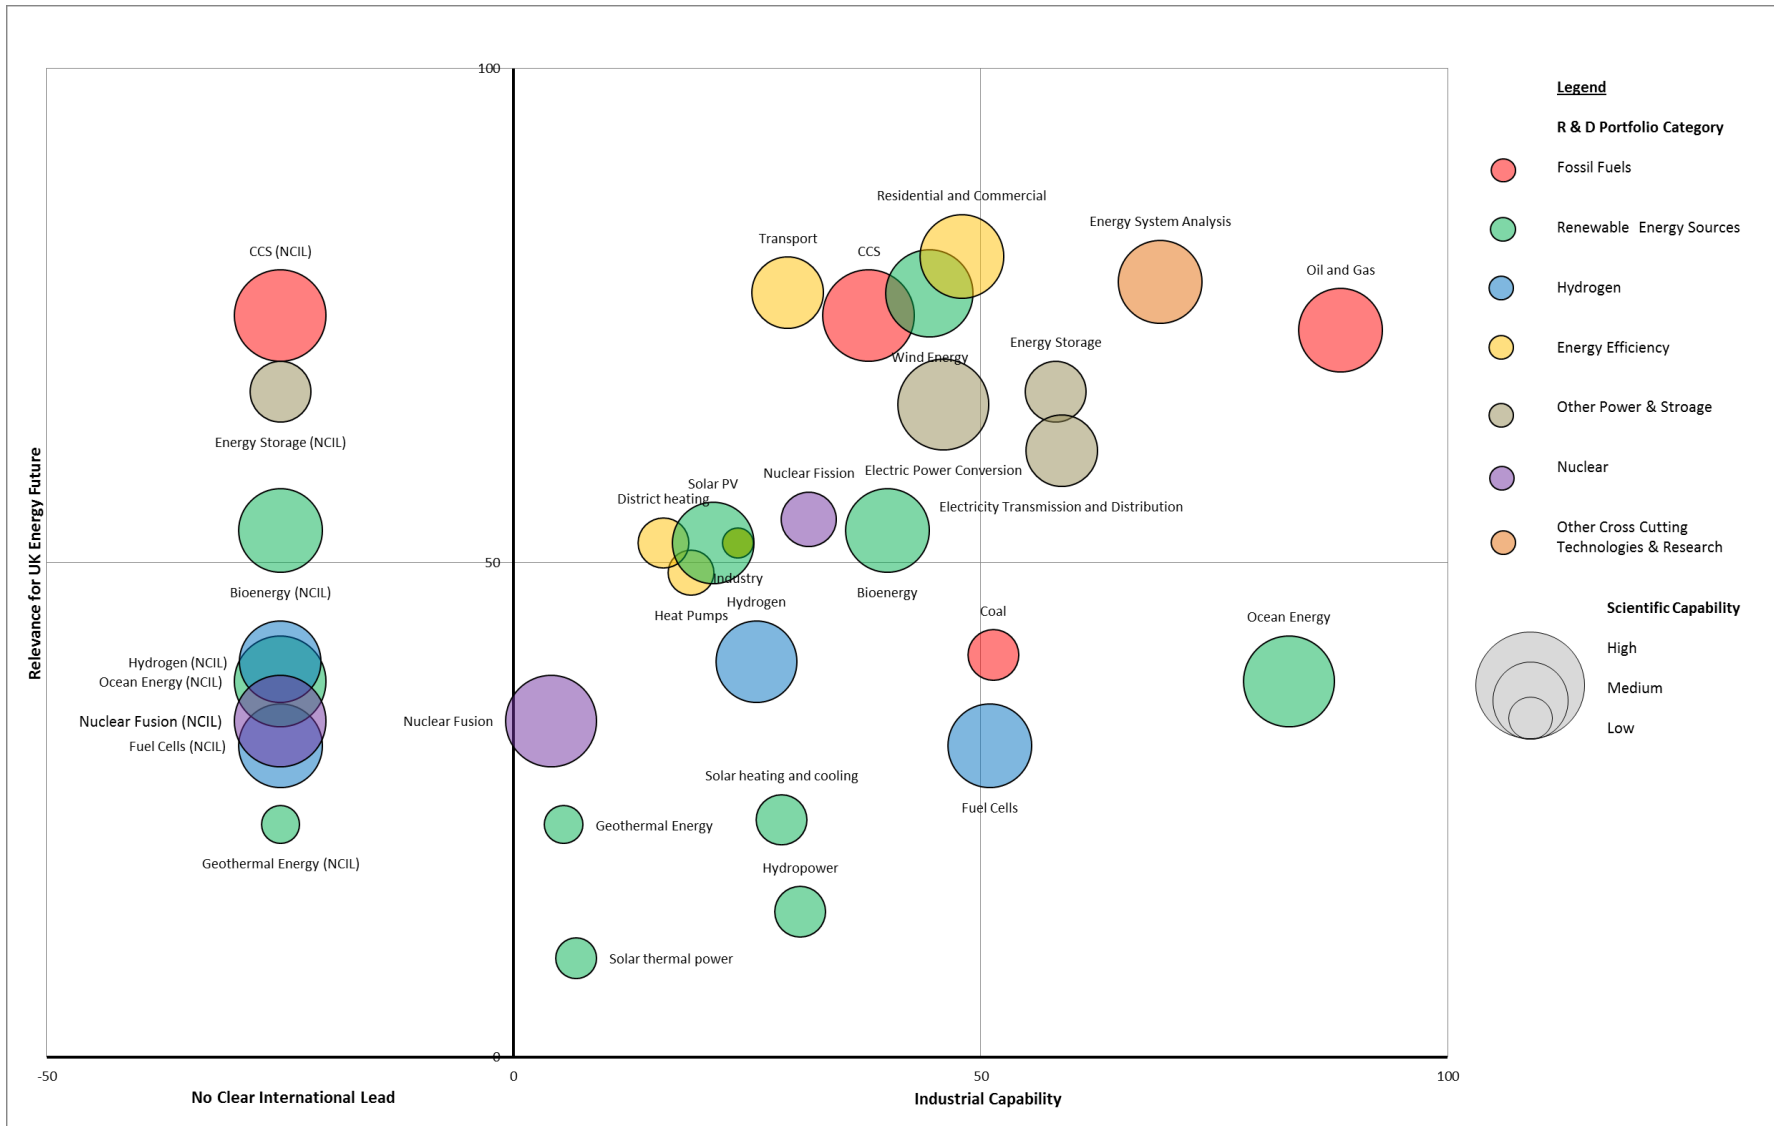 100
Legend
R & D Portfolio Category
Fossil Fuels
Renewable Energy Sources
Hydrogen
Energy Efficiency
Other Power & Stroage
Nuclear
Other Cross Cutting
Technologies & Research
Scientific Capability
High
Medium
Low
Residential and Commercial
Energy System Analysis
Transport
CCS
CCS (NCIL)
Oil and Gas
Energy Storage
Wind Energy
Energy Storage (NCIL)
Nuclear Fission
Electric Power Conversion
Solar PV
District heating
Electricity Transmission and Distribution
Relevance for UK Energy Future
50
Industry
Bioenergy (NCIL)
Bioenergy
Hydrogen
Heat Pumps
Coal
Ocean Energy
Hydrogen (NCIL)
Ocean Energy (NCIL)
Nuclear Fusion (NCIL)
Nuclear Fusion
Fuel Cells (NCIL)
Solar heating and cooling
Fuel Cells
Geothermal Energy
Geothermal Energy (NCIL)
Hydropower
Solar thermal power
0
-50
0
50
100
No Clear International Lead
Industrial Capability